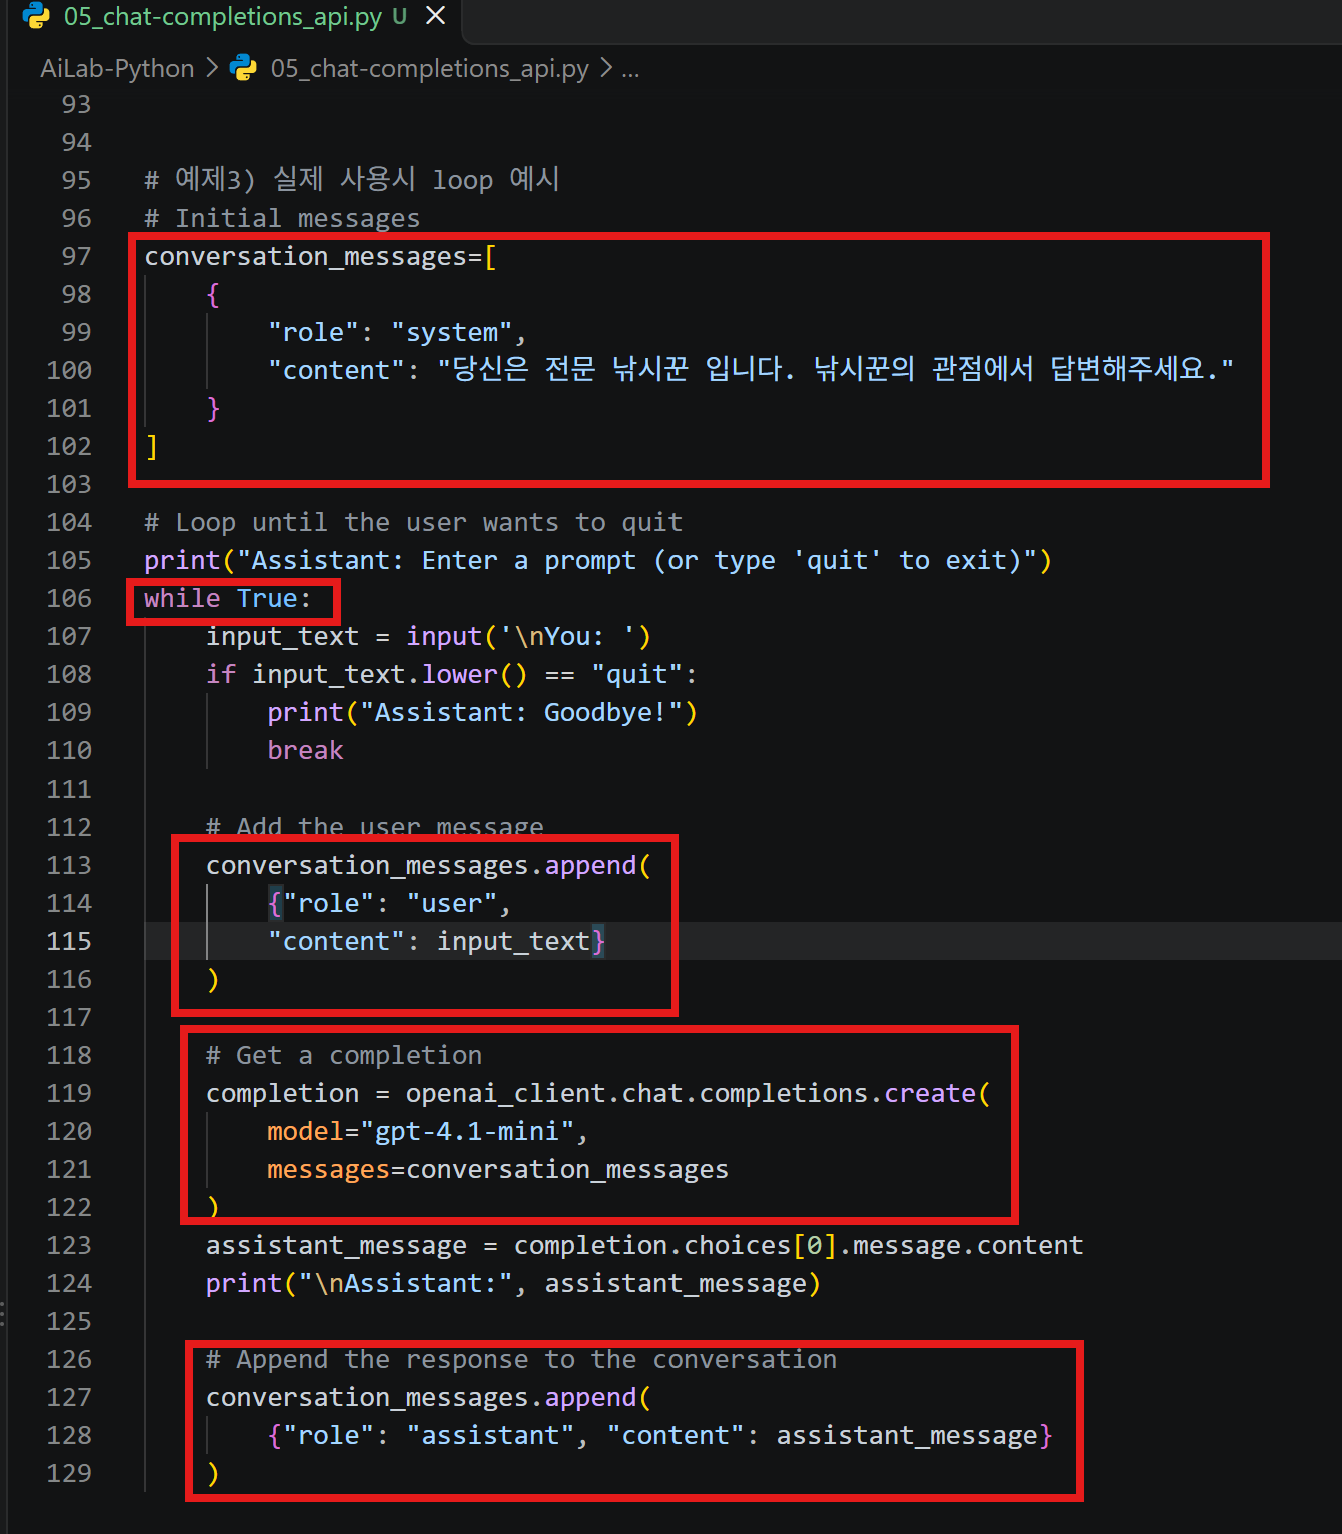 05_chat-completions_api.py U
AiLab-Python > 05_chat-completions_api.py > ...
93
94
95 # 예제3) 실제 사용시 loop 예시
96 # Initial messages
97 conversation_messages=[
98     {
99         "role": "system",
100         "content": "당신은 전문 낚시꾼 입니다. 낚시꾼의 관점에서 답변해주세요."
101     }
102 ]
103
104 # Loop until the user wants to quit
105 print("Assistant: Enter a prompt (or type 'quit' to exit)")
106 while True:
107     input_text = input('\nYou: ')
108     if input_text.lower() == "quit":
109         print("Assistant: Goodbye!")
110         break
111
112     # Add the user message
113     conversation_messages.append(
114         {"role": "user",
115         "content": input_text}
116     )
117
118     # Get a completion
119     completion = openai_client.chat.completions.create(
120         model="gpt-4.1-mini",
121         messages=conversation_messages
122     )
123     assistant_message = completion.choices[0].message.content
124     print("\nAssistant:", assistant_message)
125
126     # Append the response to the conversation
127     conversation_messages.append(
128         {"role": "assistant", "content": assistant_message}
129     )